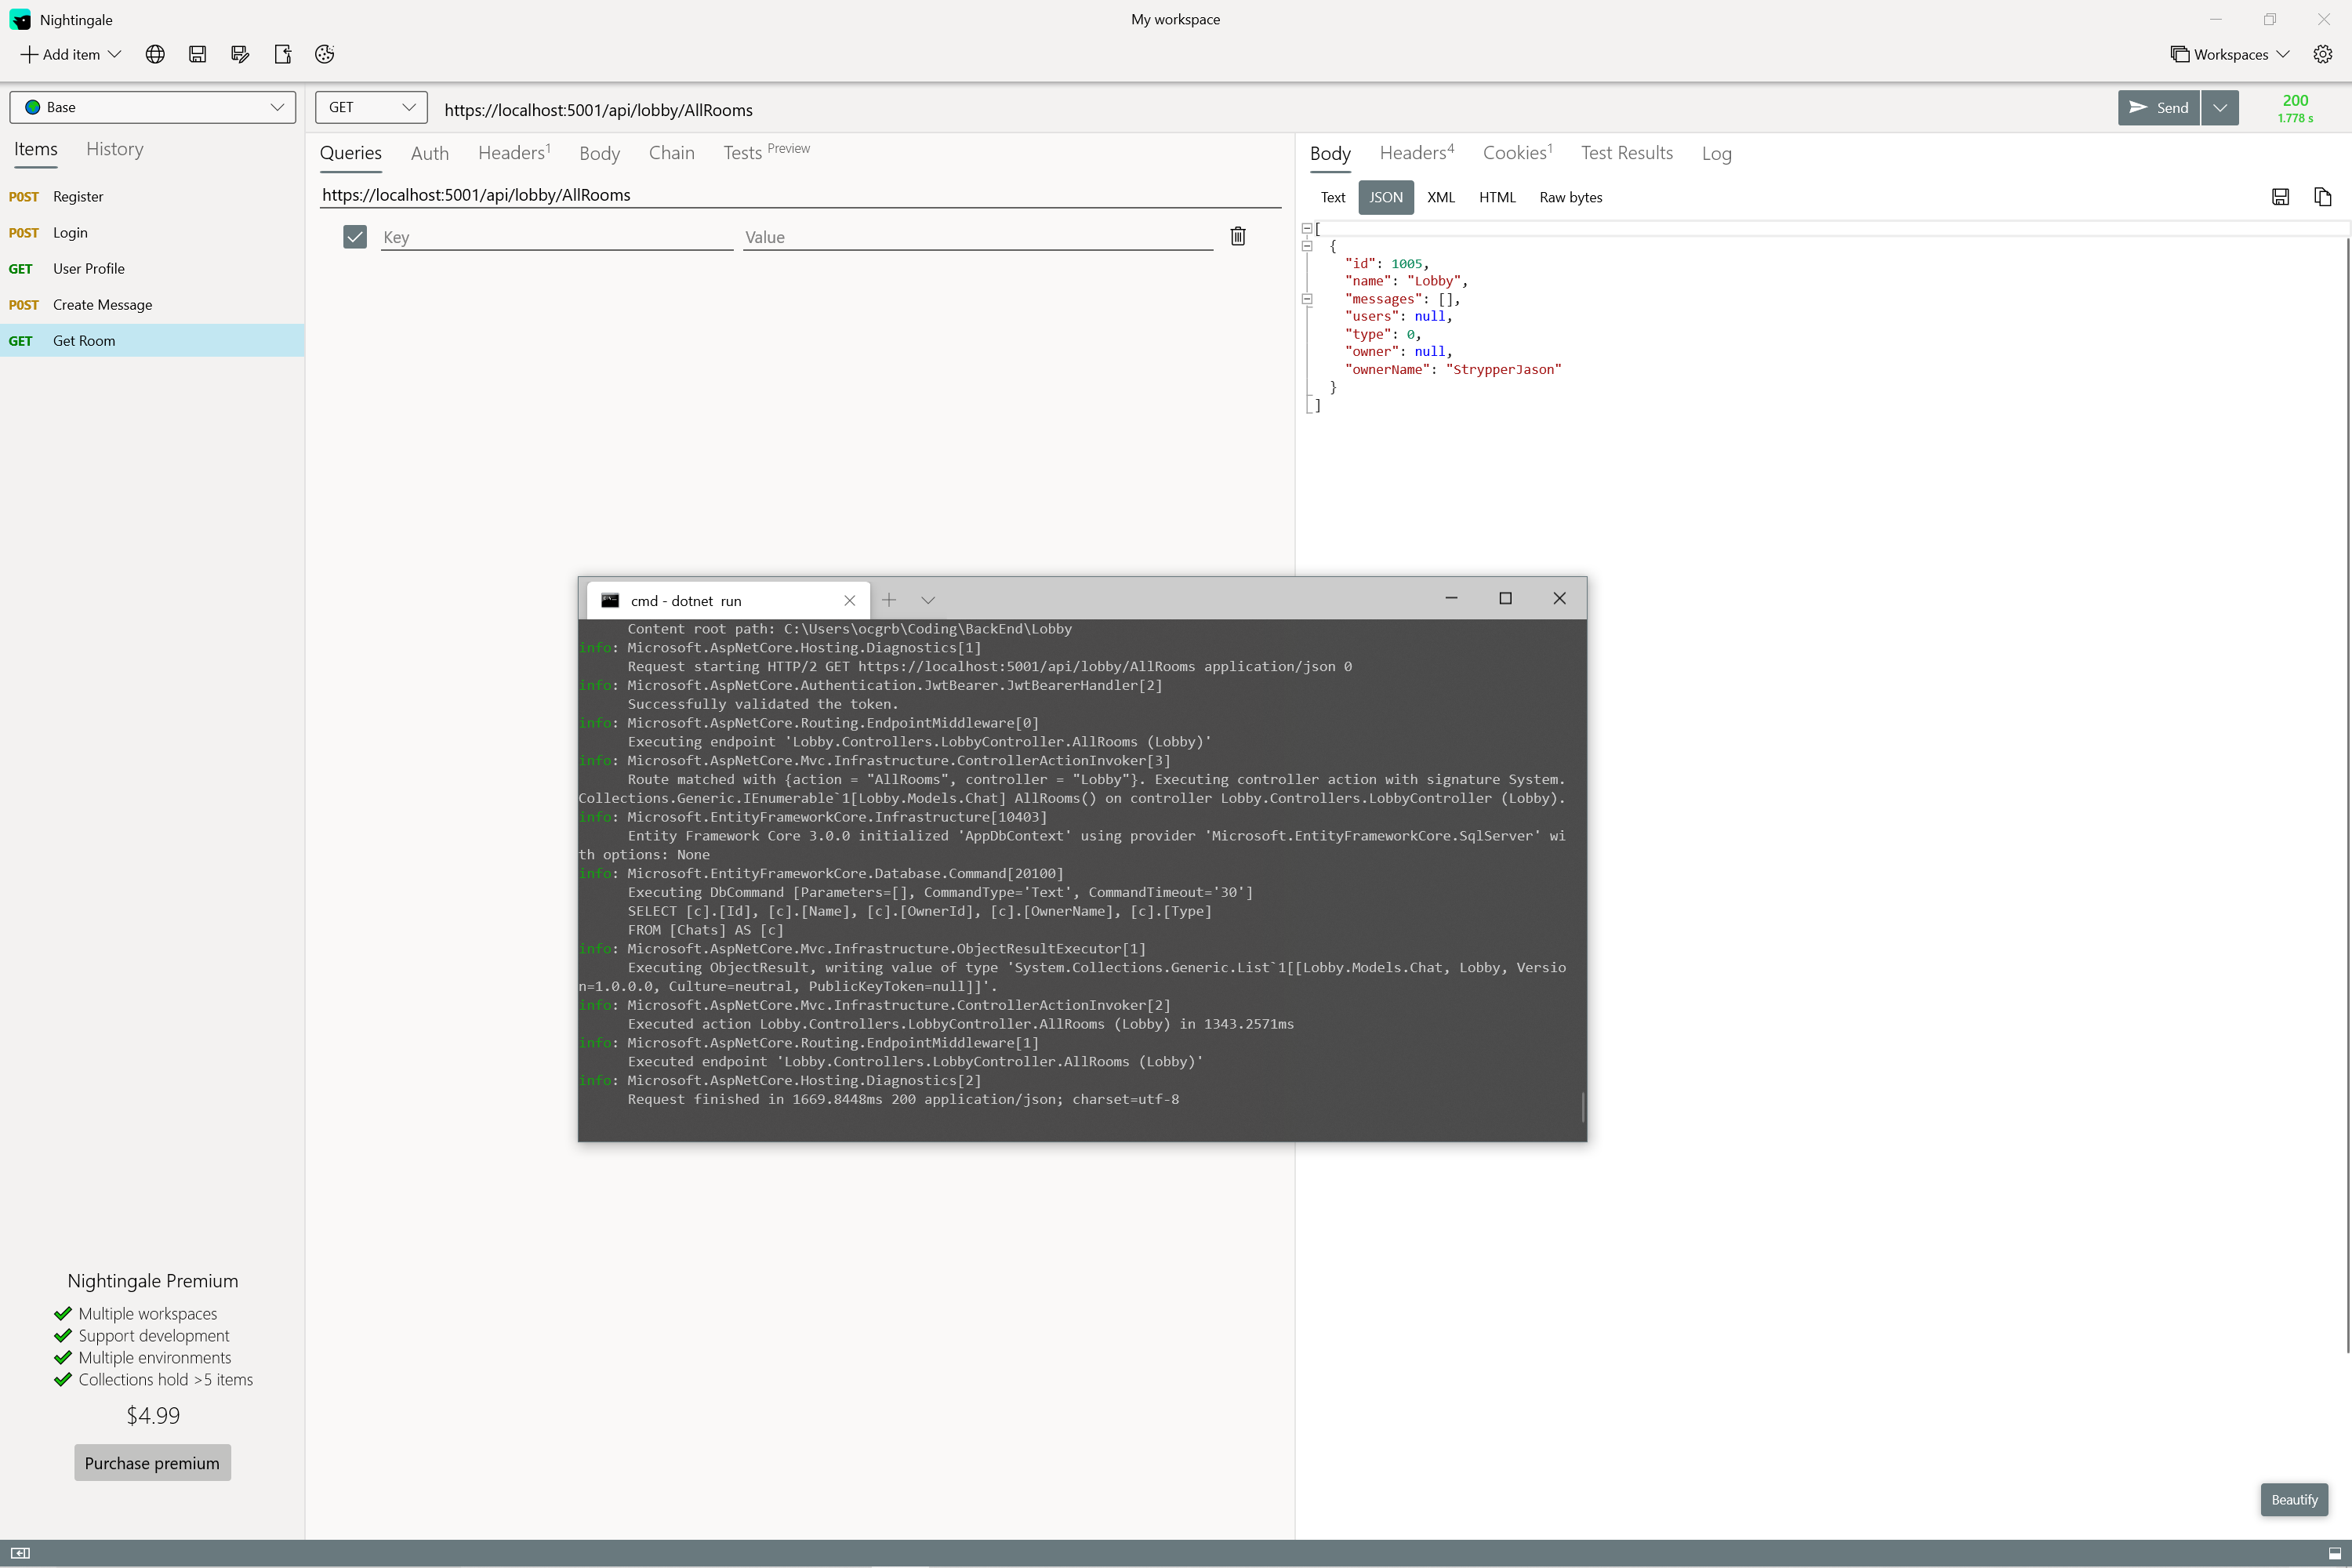 Nightingale
My workspace
Add item
Workspaces
Base
GET
https://localhost:5001/api/lobby/AllRooms
Send
200
1.778 s
Items History
POST Register
POST Login
GET User Profile
POST Create Message
GET Get Room
Queries Auth Headers1 Body Chain Tests Preview
https://localhost:5001/api/lobby/AllRooms
Key Value
Body Headers4 Cookies1 Test Results Log
Text JSON XML HTML Raw bytes
[
{
"id": 1005,
"name": "Lobby",
"messages": [],
"users": null,
"type": 0,
"owner": null,
"ownerName": "StrypperJason"
}
]
cmd - dotnet run
Content root path: C:\Users\ocgrb\Coding\BackEnd\Lobby
info: Microsoft.AspNetCore.Hosting.Diagnostics[1]
Request starting HTTP/2 GET https://localhost:5001/api/lobby/AllRooms application/json 0
info: Microsoft.AspNetCore.Authentication.JwtBearer.JwtBearerHandler[2]
Successfully validated the token.
info: Microsoft.AspNetCore.Routing.EndpointMiddleware[0]
Executing endpoint 'Lobby.Controllers.LobbyController.AllRooms (Lobby)'
info: Microsoft.AspNetCore.Mvc.Infrastructure.ControllerActionInvoker[3]
Route matched with {action = "AllRooms", controller = "Lobby"}. Executing controller action with signature System.
Collections.Generic.IEnumerable`1[Lobby.Models.Chat] AllRooms() on controller Lobby.Controllers.LobbyController (Lobby).
info: Microsoft.EntityFrameworkCore.Infrastructure[10403]
Entity Framework Core 3.0.0 initialized 'AppDbContext' using provider 'Microsoft.EntityFrameworkCore.SqlServer' wi
th options: None
info: Microsoft.EntityFrameworkCore.Database.Command[20100]
Executing DbCommand [Parameters=[], CommandType='Text', CommandTimeout='30']
SELECT [c].[Id], [c].[Name], [c].[OwnerId], [c].[OwnerName], [c].[Type]
FROM [Chats] AS [c]
info: Microsoft.AspNetCore.Mvc.Infrastructure.ObjectResultExecutor[1]
Executing ObjectResult, writing value of type 'System.Collections.Generic.List`1[[Lobby.Models.Chat, Lobby, Versio
n=1.0.0.0, Culture=neutral, PublicKeyToken=null]]'.
info: Microsoft.AspNetCore.Mvc.Infrastructure.ControllerActionInvoker[2]
Executed action Lobby.Controllers.LobbyController.AllRooms (Lobby) in 1343.2571ms
info: Microsoft.AspNetCore.Routing.EndpointMiddleware[1]
Executed endpoint 'Lobby.Controllers.LobbyController.AllRooms (Lobby)'
info: Microsoft.AspNetCore.Hosting.Diagnostics[2]
Request finished in 1669.8448ms 200 application/json; charset=utf-8
Nightingale Premium
Multiple workspaces
Support development
Multiple environments
Collections hold >5 items
$4.99
Purchase premium
Beautify